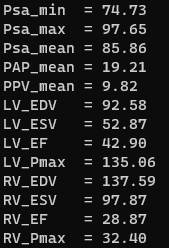 Psa_min  = 74.73
Psa_max  = 97.65
Psa_mean = 85.86
PAP_mean = 19.21
PPV_mean = 9.82
LV_EDV   = 92.58
LV_ESV   = 52.87
LV_EF    = 42.90
LV_Pmax  = 135.06
RV_EDV   = 137.59
RV_ESV   = 97.87
RV_EF    = 28.87
RV_Pmax  = 32.40